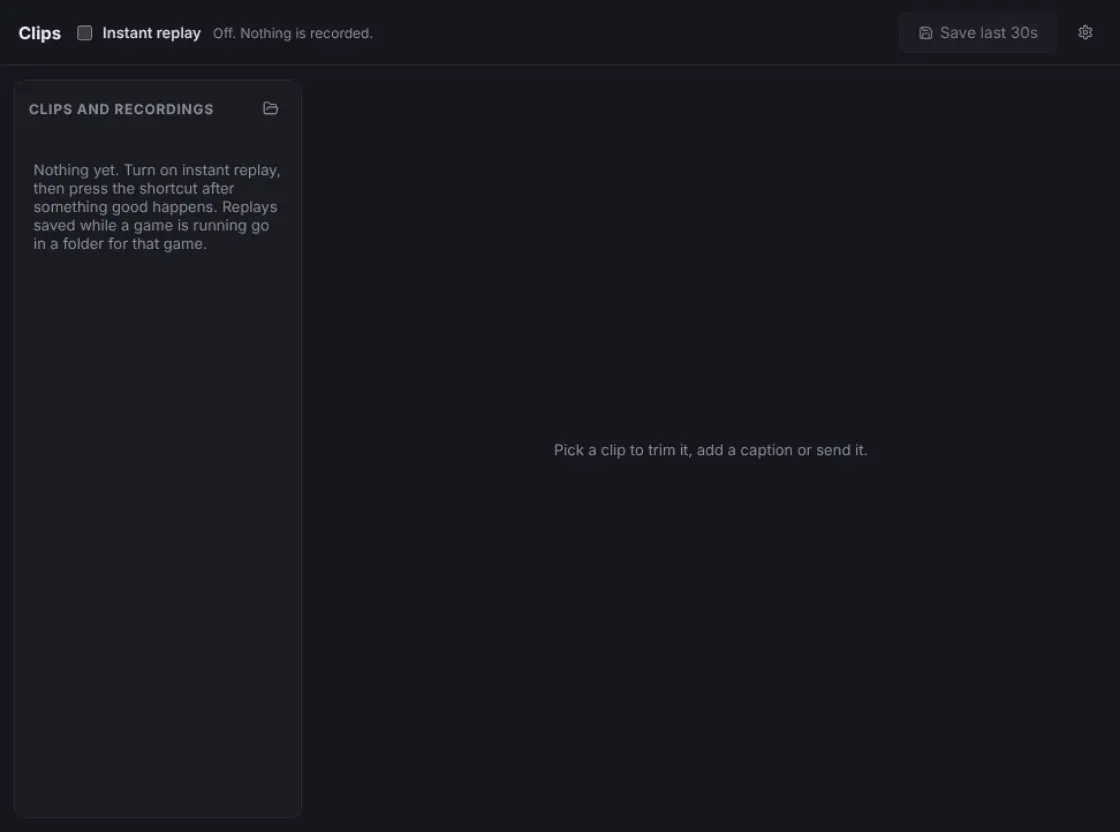 Clips
Instant replay
Off. Nothing is recorded.
Save last 30s
CLIPS AND RECORDINGS
Nothing yet. Turn on instant replay,
then press the shortcut after
something good happens. Replays
saved while a game is running go
in a folder for that game.
Pick a clip to trim it, add a caption or send it.